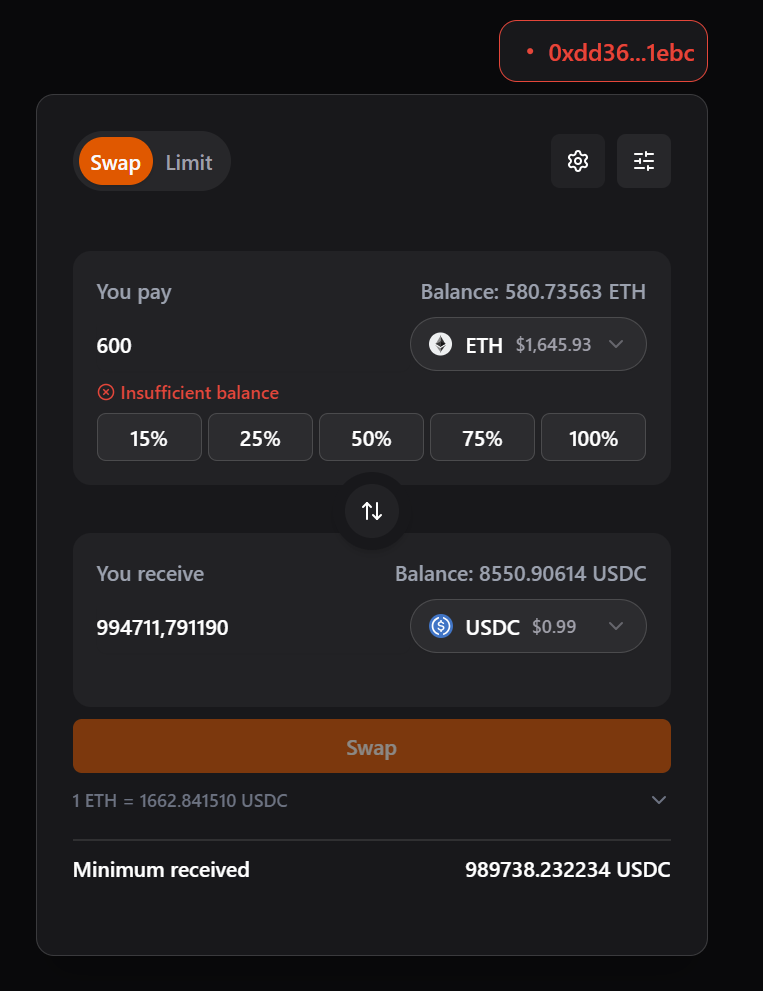 0xdd36...1ebc
Swap Limit
You pay Balance: 580.73563 ETH
600 ETH $1,645.93
Insufficient balance
15% 25% 50% 75% 100%
You receive Balance: 8550.90614 USDC
994711,791190 USDC $0.99
Swap
1 ETH = 1662.841510 USDC
Minimum received 989738.232234 USDC